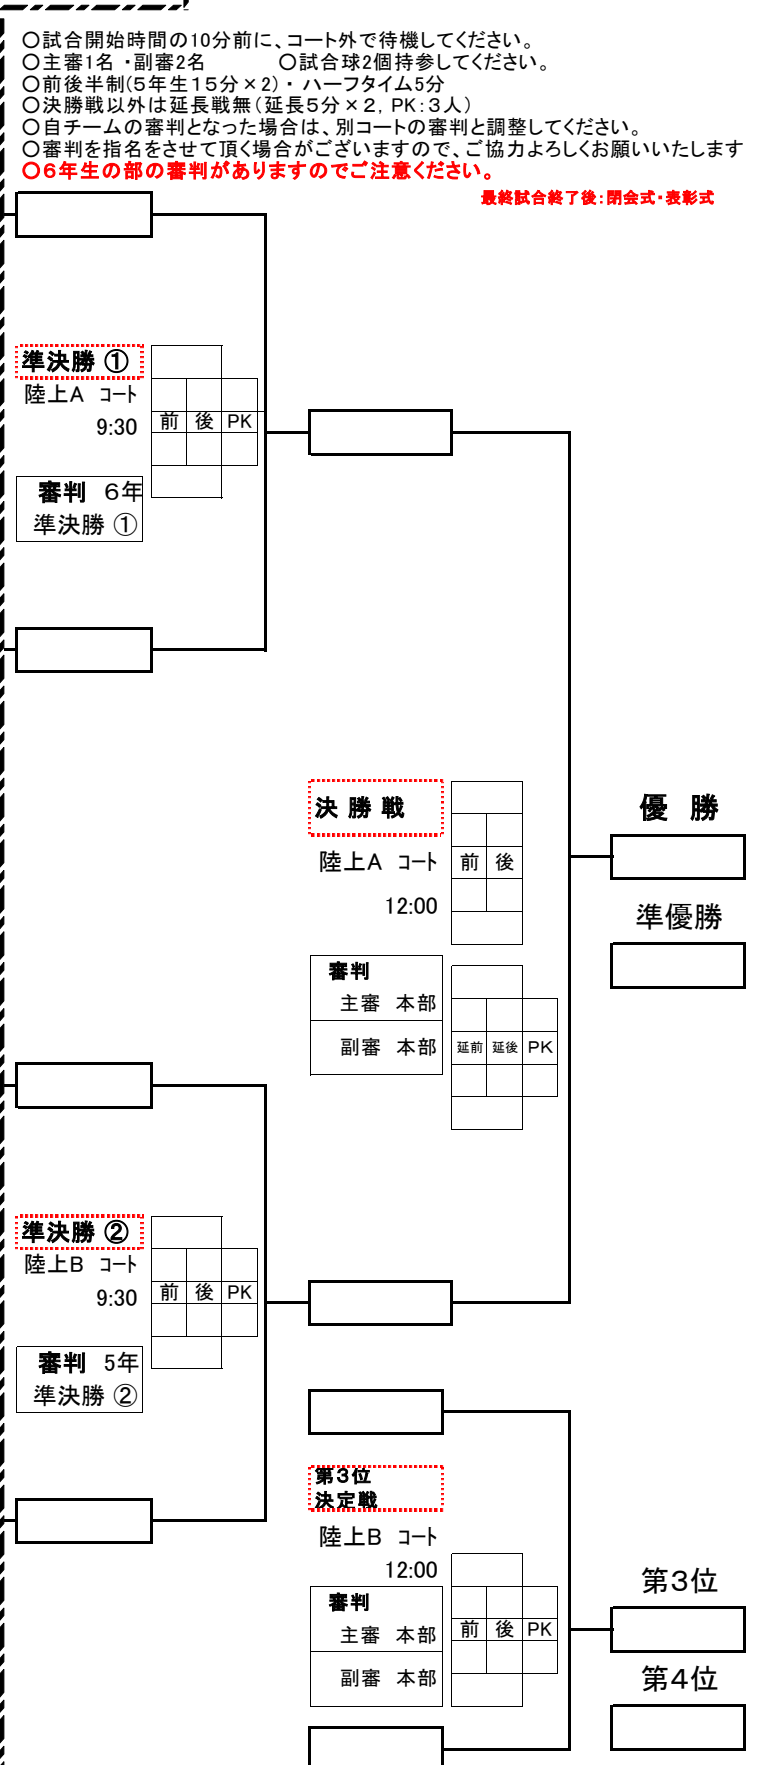 ○試合開始時間の10分前に、コート外で待機してください。
○主審1名・副審2名　　　○試合球2個持参してください。
○前後半制(5年生15分×2)・ハーフタイム5分
○決勝戦以外は延長戦無(延長5分×2, PK:3人)
○自チームの審判となった場合は、別コートの審判と調整してください。
○審判を指名をさせて頂く場合がございますので、ご協力よろしくお願いいたします
○6年生の部の審判がありますのでご注意ください。
最終試合終了後:閉会式・表彰式
準決勝 ①
陸上A コート
9:30
前 後 PK
審判 6年
準決勝 ①
決 勝 戦
陸上A コート
12:00
前 後
審判
主審 本部
副審 本部
延前 延後 PK
優 勝
準優勝
準決勝 ②
陸上B コート
9:30
前 後 PK
審判 5年
準決勝 ②
第3位
決定戦
陸上B コート
12:00
審判
主審 本部
副審 本部
前 後 PK
第3位
第4位